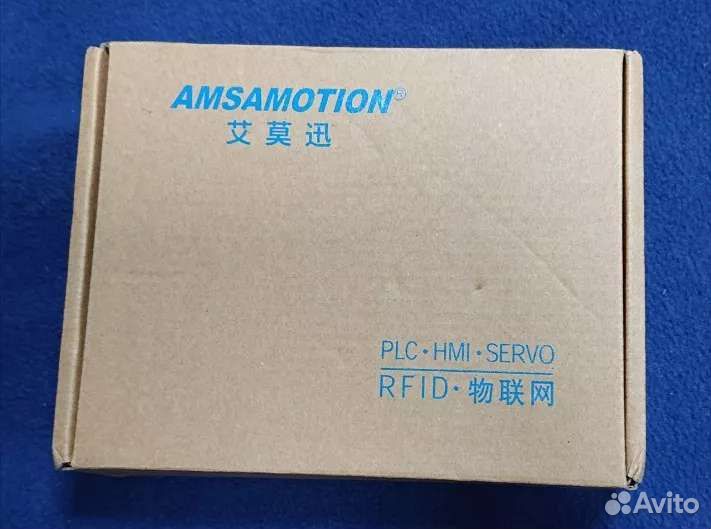 AMSAMOTION®
艾莫迅
PLC·HMI·SERVO
RFID·物联网
Avito